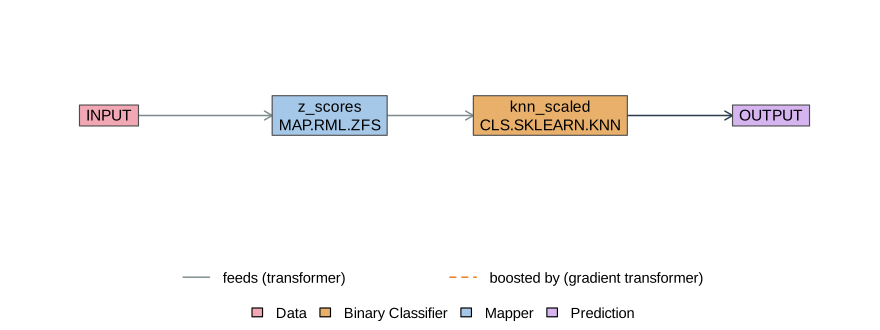 INPUT
z_scores
MAP.RML.ZFS
knn_scaled
CLS.SKLEARN.KNN
OUTPUT
feeds (transformer)
boosted by (gradient transformer)
Data
Binary Classifier
Mapper
Prediction